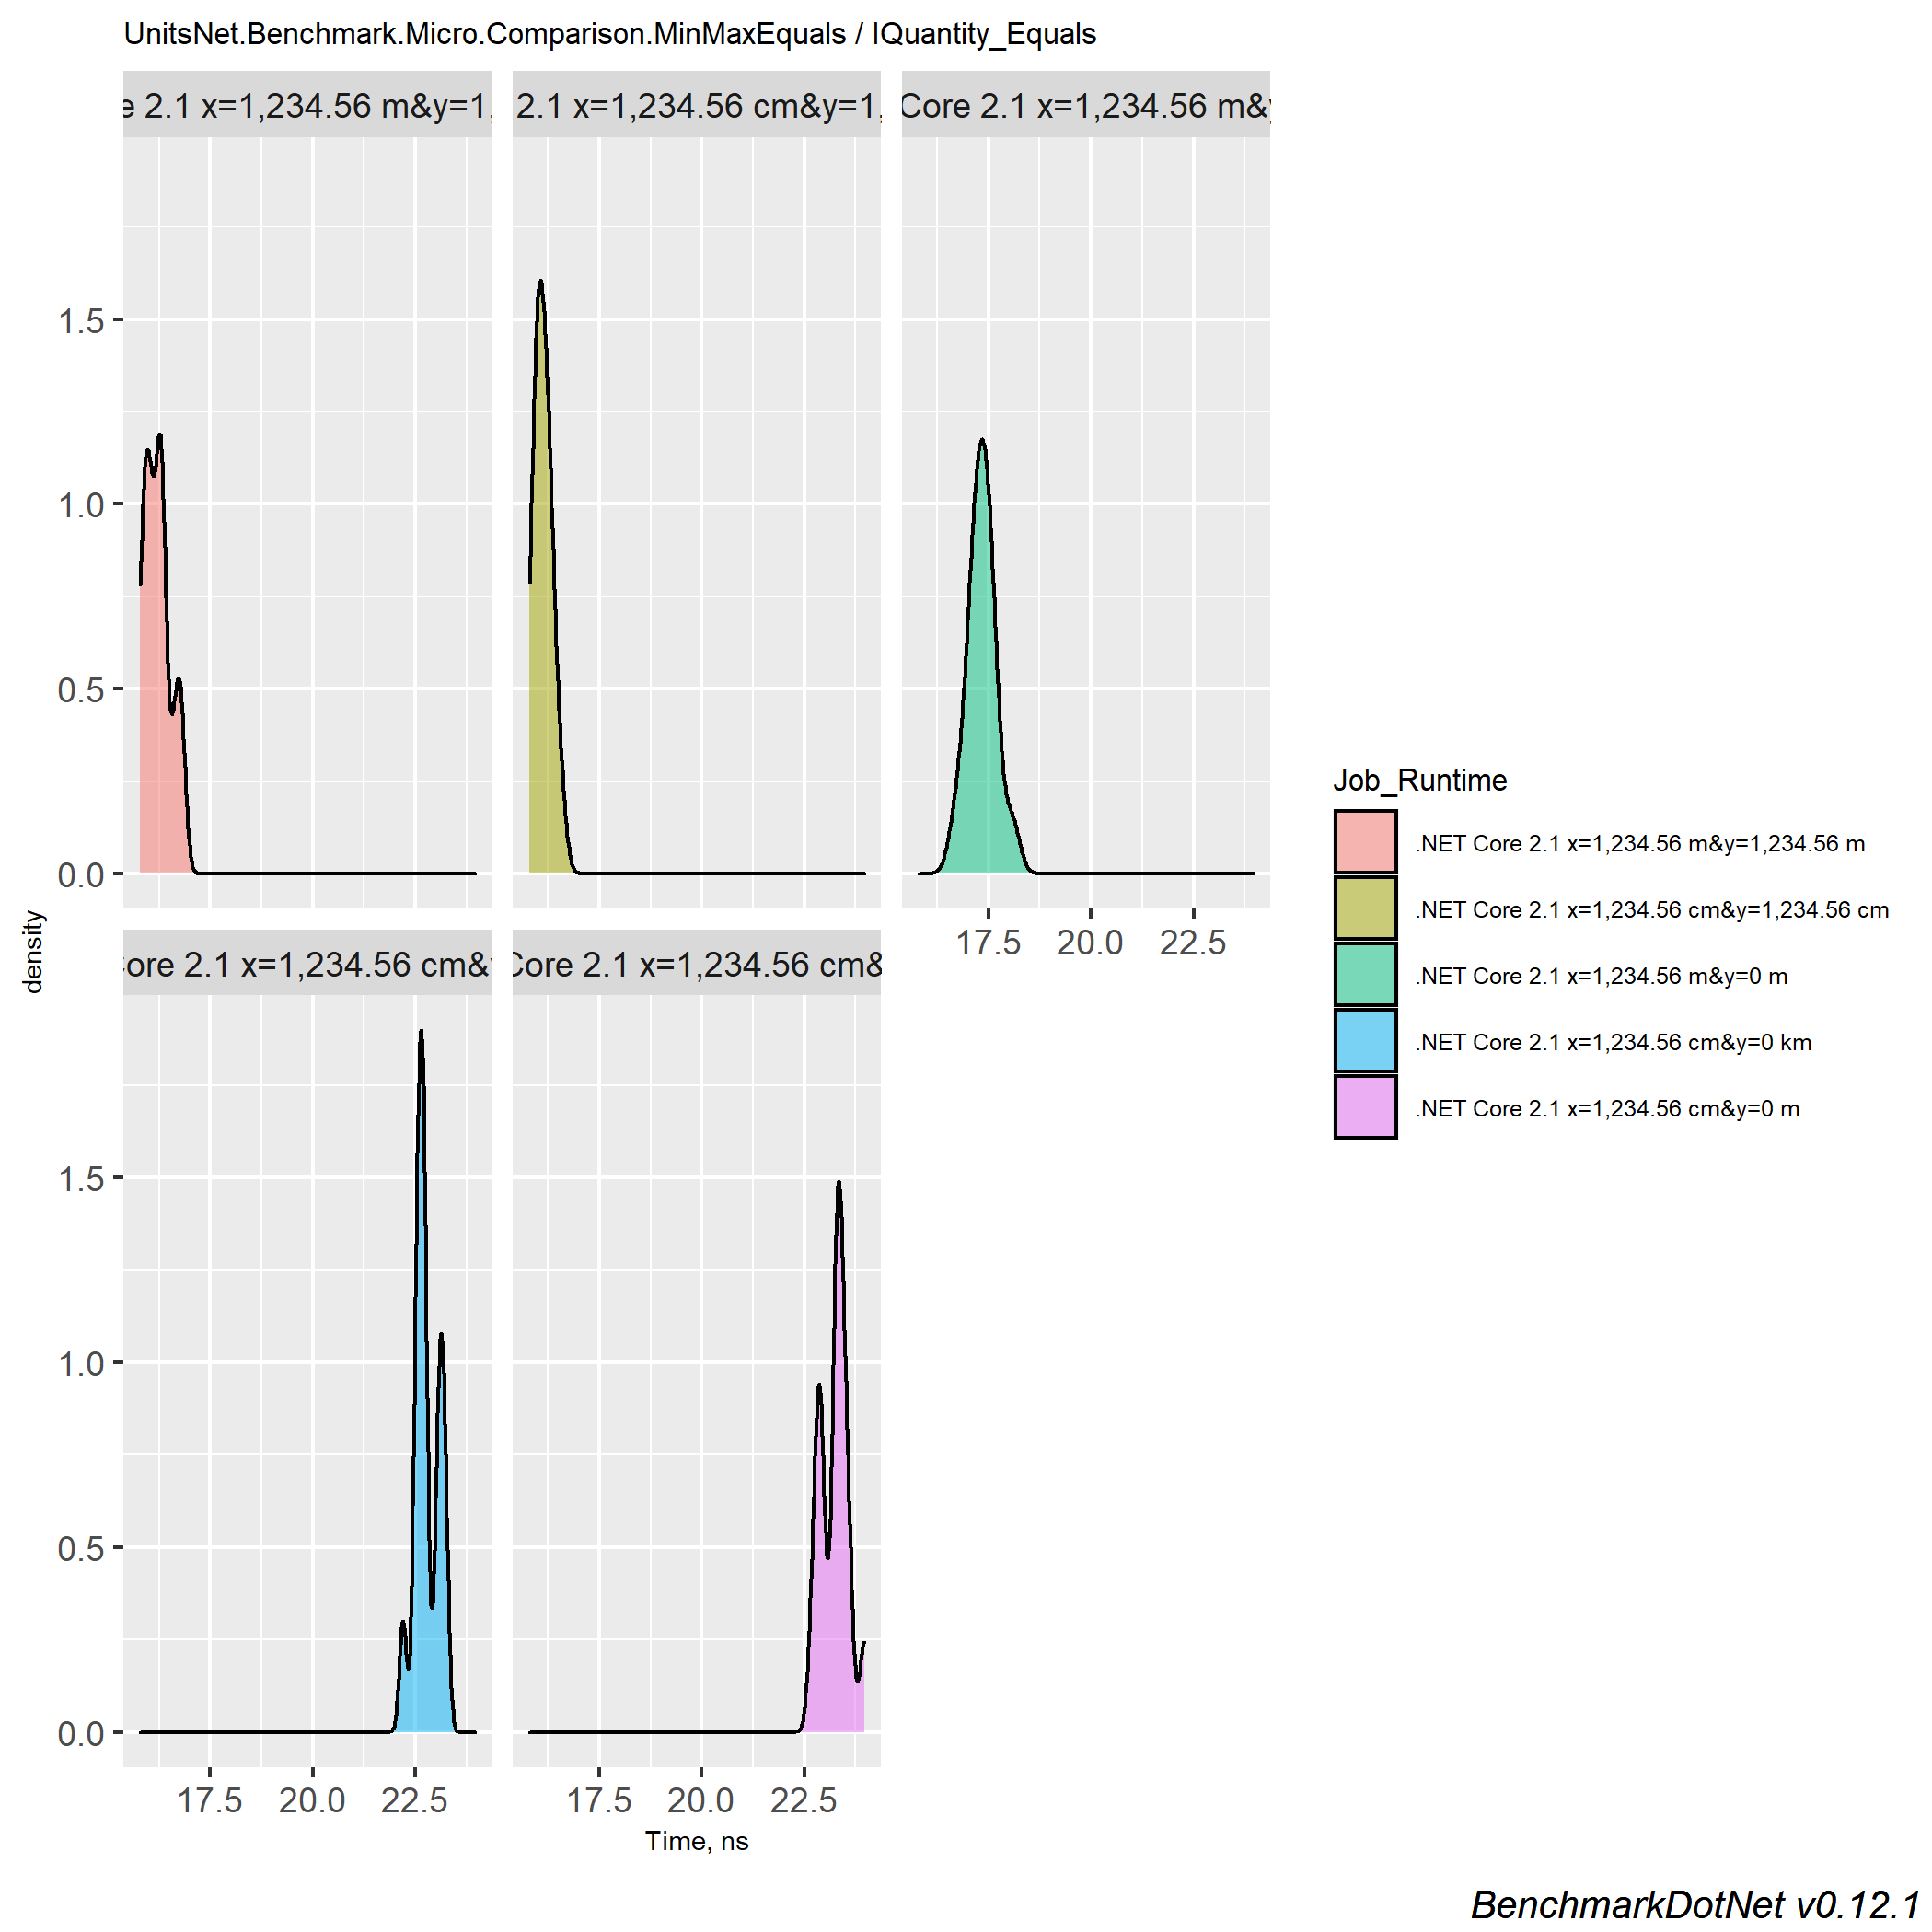 UnitsNet.Benchmark.Micro.Comparison.MinMaxEquals / IQuantity_Equals
e 2.1 x=1,234.56 m&y=1,
2.1 x=1,234.56 cm&y=1,
Core 2.1 x=1,234.56 m&y
1.5
1.0
0.5
0.0
17.5 20.0 22.5
density
Core 2.1 x=1,234.56 cm&y
Core 2.1 x=1,234.56 cm&
1.5
1.0
0.5
0.0
17.5 20.0 22.5
17.5 20.0 22.5
Time, ns
Job_Runtime
.NET Core 2.1 x=1,234.56 m&y=1,234.56 m
.NET Core 2.1 x=1,234.56 cm&y=1,234.56 cm
.NET Core 2.1 x=1,234.56 m&y=0 m
.NET Core 2.1 x=1,234.56 cm&y=0 km
.NET Core 2.1 x=1,234.56 cm&y=0 m
BenchmarkDotNet v0.12.1